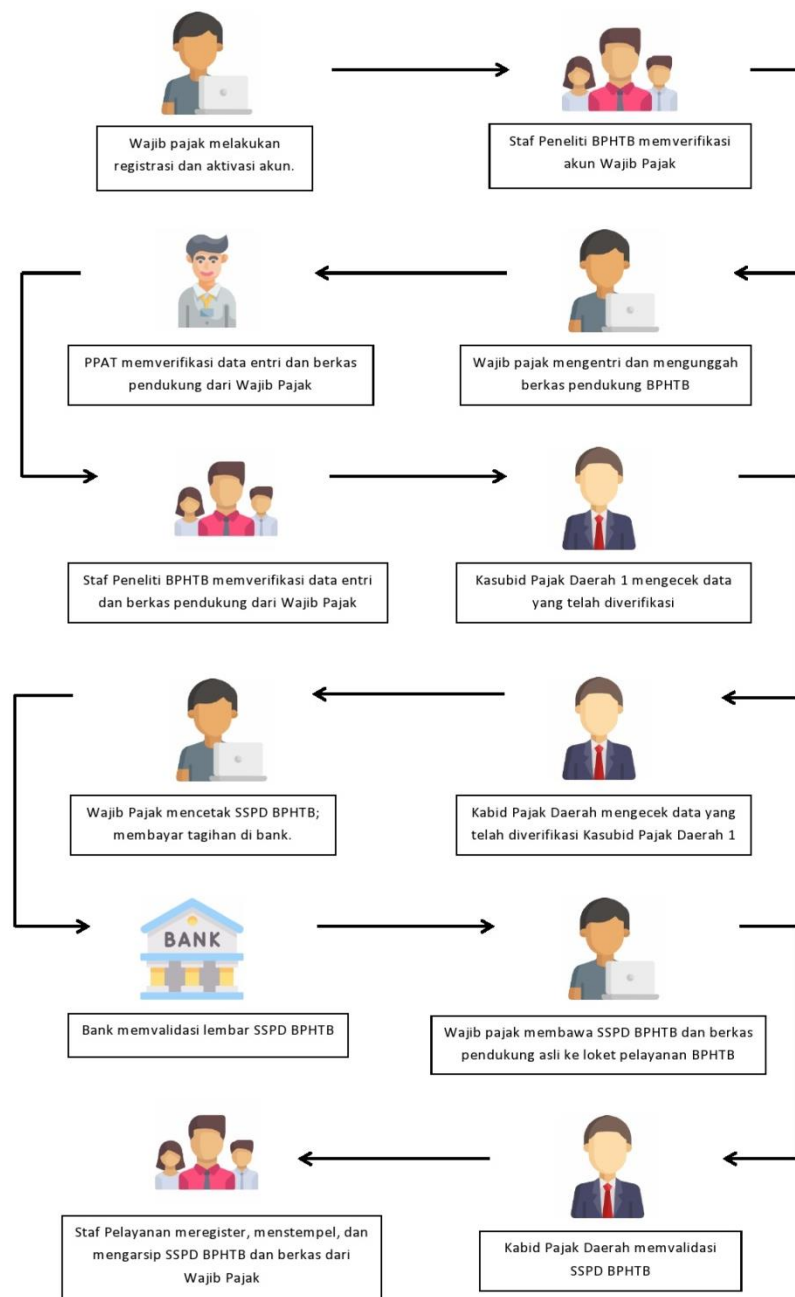 Wajib pajak melakukan
registrasi dan aktivasi akun.
Staf Peneliti BPHTB memverifikasi
akun Wajib Pajak
Wajib pajak mengentri dan mengunggah
berkas pendukung BPHTB
PPAT memverifikasi data entri dan berkas
pendukung dari Wajib Pajak
Staf Peneliti BPHTB memverifikasi data entri
dan berkas pendukung dari Wajib Pajak
Kasubid Pajak Daerah 1 mengecek data
yang telah diverifikasi
Kabid Pajak Daerah mengecek data yang
telah diverifikasi Kasubid Pajak Daerah 1
Wajib Pajak mencetak SSPD BPHTB;
membayar tagihan di bank.
BANK
Bank memvalidasi lembar SSPD BPHTB
Wajib pajak membawa SSPD BPHTB dan berkas
pendukung asli ke loket pelayanan BPHTB
Kabid Pajak Daerah memvalidasi
SSPD BPHTB
Staf Pelayanan meregister, menstempel, dan
mengarsip SSPD BPHTB dan berkas dari
Wajib Pajak